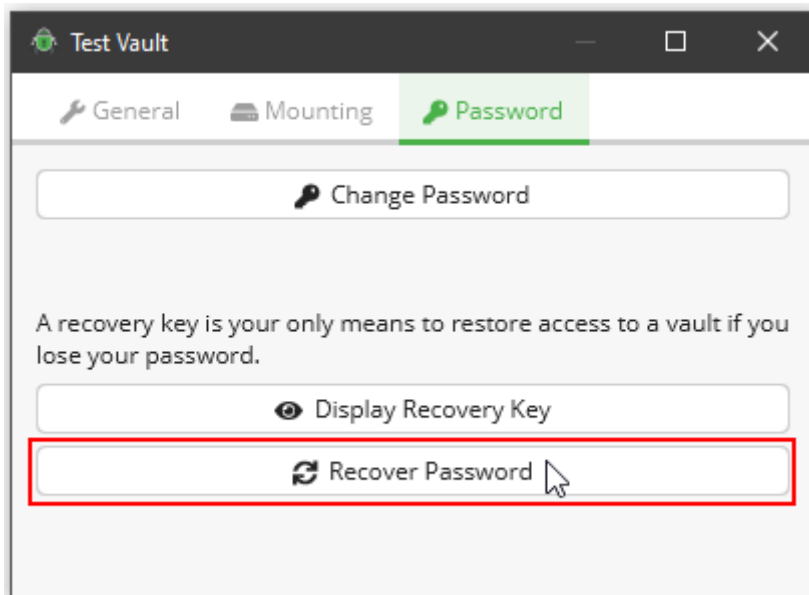 Test Vault
General
Mounting
Password
Change Password
A recovery key is your only means to restore access to a vault if you
lose your password.
Display Recovery Key
Recover Password